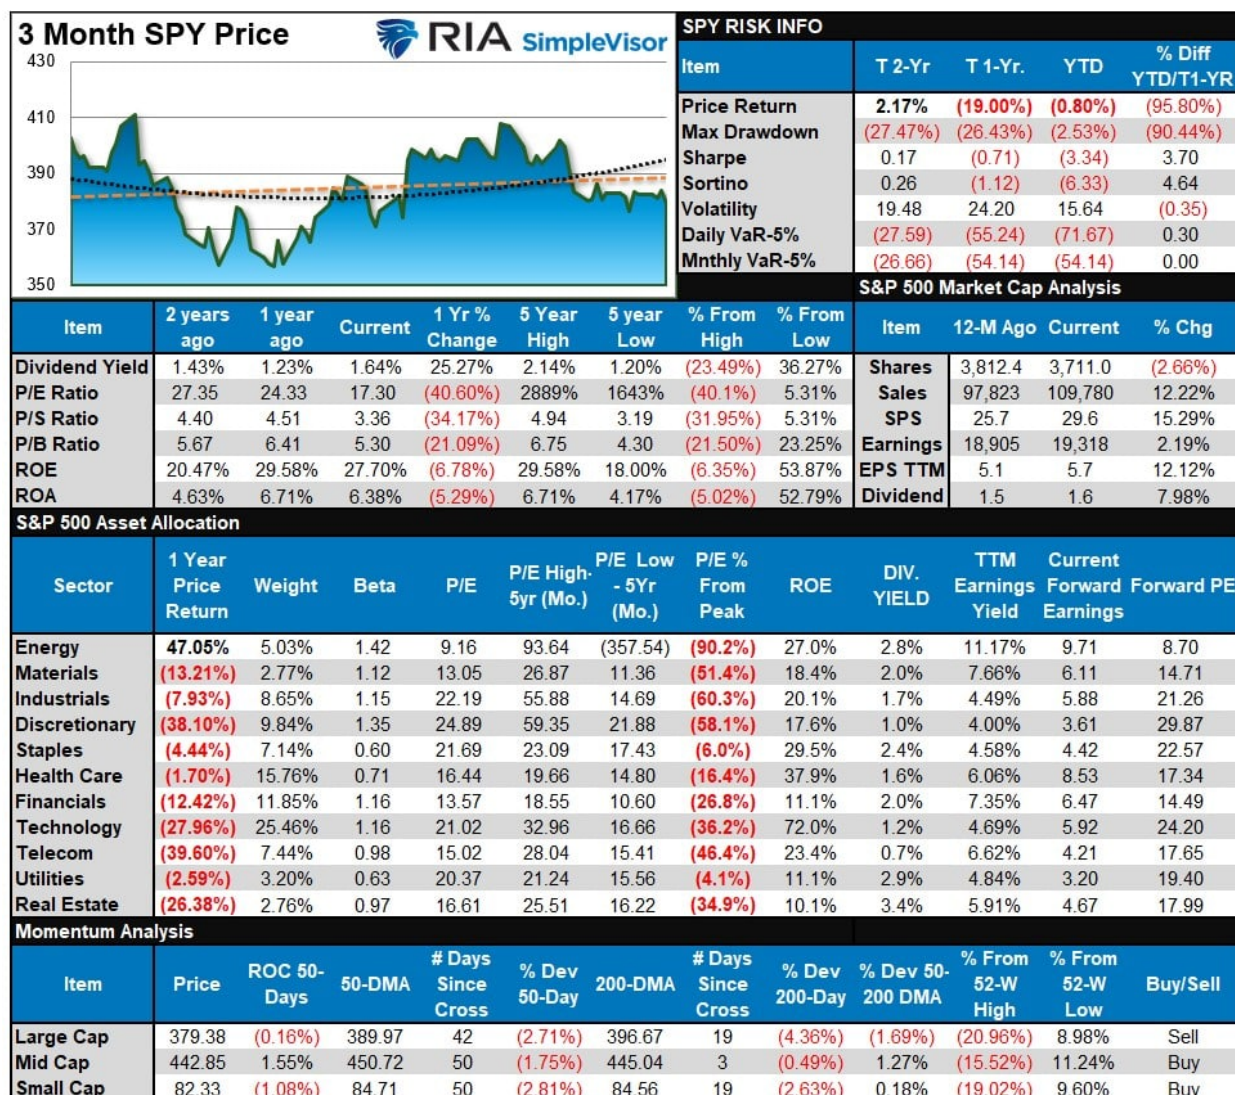 3 Month SPY Price
RIA SimpleVisor
430
410
390
370
350
SPY RISK INFO
Item T 2-Yr T 1-Yr. YTD % Diff YTD/T1-YR
Price Return 2.17% (19.00%) (0.80%) (95.80%)
Max Drawdown (27.47%) (26.43%) (2.53%) (90.44%)
Sharpe 0.17 (0.71) (3.34) 3.70
Sortino 0.26 (1.12) (6.33) 4.64
Volatility 19.48 24.20 15.64 (0.35)
Daily VaR-5% (27.59) (55.24) (71.67) 0.30
Mnthly VaR-5% (26.66) (54.14) (54.14) 0.00
S&P 500 Market Cap Analysis
Item 2 years ago 1 year ago Current 1 Yr % Change 5 Year High 5 year Low % From High % From Low
Dividend Yield 1.43% 1.23% 1.64% 25.27% 2.14% 1.20% (23.49%) 36.27%
P/E Ratio 27.35 24.33 17.30 (40.60%) 2889% 1643% (40.1%) 5.31%
P/S Ratio 4.40 4.51 3.36 (34.17%) 4.94 3.19 (31.95%) 5.31%
P/B Ratio 5.67 6.41 5.30 (21.09%) 6.75 4.30 (21.50%) 23.25%
ROE 20.47% 29.58% 27.70% (6.78%) 29.58% 18.00% (6.35%) 53.87%
ROA 4.63% 6.71% 6.38% (5.29%) 6.71% 4.17% (5.02%) 52.79%
Item 12-M Ago Current % Chg
Shares 3,812.4 3,711.0 (2.66%)
Sales 97,823 109,780 12.22%
SPS 25.7 29.6 15.29%
Earnings 18,905 19,318 2.19%
EPS TTM 5.1 5.7 12.12%
Dividend 1.5 1.6 7.98%
S&P 500 Asset Allocation
Sector 1 Year Price Return Weight Beta P/E P/E High-5yr (Mo.) P/E Low - 5Yr (Mo.) P/E % From Peak ROE DIV. YIELD TTM Earnings Yield Current Forward Earnings Forward PE
Energy 47.05% 5.03% 1.42 9.16 93.64 (357.54) (90.2%) 27.0% 2.8% 11.17% 9.71 8.70
Materials (13.21%) 2.77% 1.12 13.05 26.87 11.36 (51.4%) 18.4% 2.0% 7.66% 6.11 14.71
Industrials (7.93%) 8.65% 1.15 22.19 55.88 14.69 (60.3%) 20.1% 1.7% 4.49% 5.88 21.26
Discretionary (38.10%) 9.84% 1.35 24.89 59.35 21.88 (58.1%) 17.6% 1.0% 4.00% 3.61 29.87
Staples (4.44%) 7.14% 0.60 21.69 23.09 17.43 (6.0%) 29.5% 2.4% 4.58% 4.42 22.57
Health Care (1.70%) 15.76% 0.71 16.44 19.66 14.80 (16.4%) 37.9% 1.6% 6.06% 8.53 17.34
Financials (12.42%) 11.85% 1.16 13.57 18.55 10.60 (26.8%) 11.1% 2.0% 7.35% 6.47 14.49
Technology (27.96%) 25.46% 1.16 21.02 32.96 16.66 (36.2%) 72.0% 1.2% 4.69% 5.92 24.20
Telecom (39.60%) 7.44% 0.98 15.02 28.04 15.41 (46.4%) 23.4% 0.7% 6.62% 4.21 17.65
Utilities (2.59%) 3.20% 0.63 20.37 21.24 15.56 (4.1%) 11.1% 2.9% 4.84% 3.20 19.40
Real Estate (26.38%) 2.76% 0.97 16.61 25.51 16.22 (34.9%) 10.1% 3.4% 5.91% 4.67 17.99
Momentum Analysis
Item Price ROC 50-Days 50-DMA # Days Since Cross % Dev 50-Day 200-DMA # Days Since Cross % Dev 200-Day % Dev 50-200 DMA % From 52-W High % From 52-W Low Buy/Sell
Large Cap 379.38 (0.16%) 389.97 42 (2.71%) 396.67 19 (4.36%) (1.69%) (20.96%) 8.98% Sell
Mid Cap 442.85 1.55% 450.72 50 (1.75%) 445.04 3 (0.49%) 1.27% (15.52%) 11.24% Buy
Small Cap 82.33 (1.08%) 84.71 50 (2.81%) 84.56 19 (2.63%) 0.18% (19.02%) 9.60% Buy